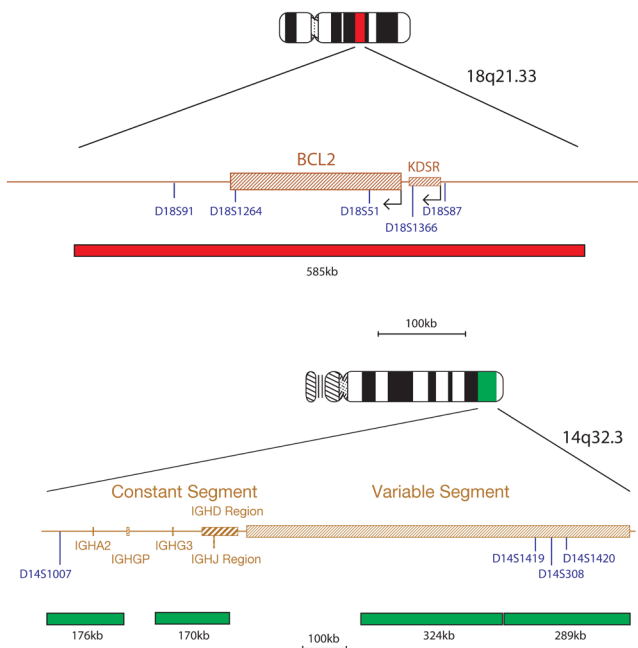 18q21.33
BCL2
KDSR
D18S91
D18S1264
D18S51
D18S87
D18S1366
585kb
100kb
14q32.3
Constant Segment
Variable Segment
IGHD Region
IGHA2
IGHGP
IGHG3
IGHJ Region
D14S1007
D14S1419
D14S1420
D14S308
176kb
170kb
100kb
324kb
289kb